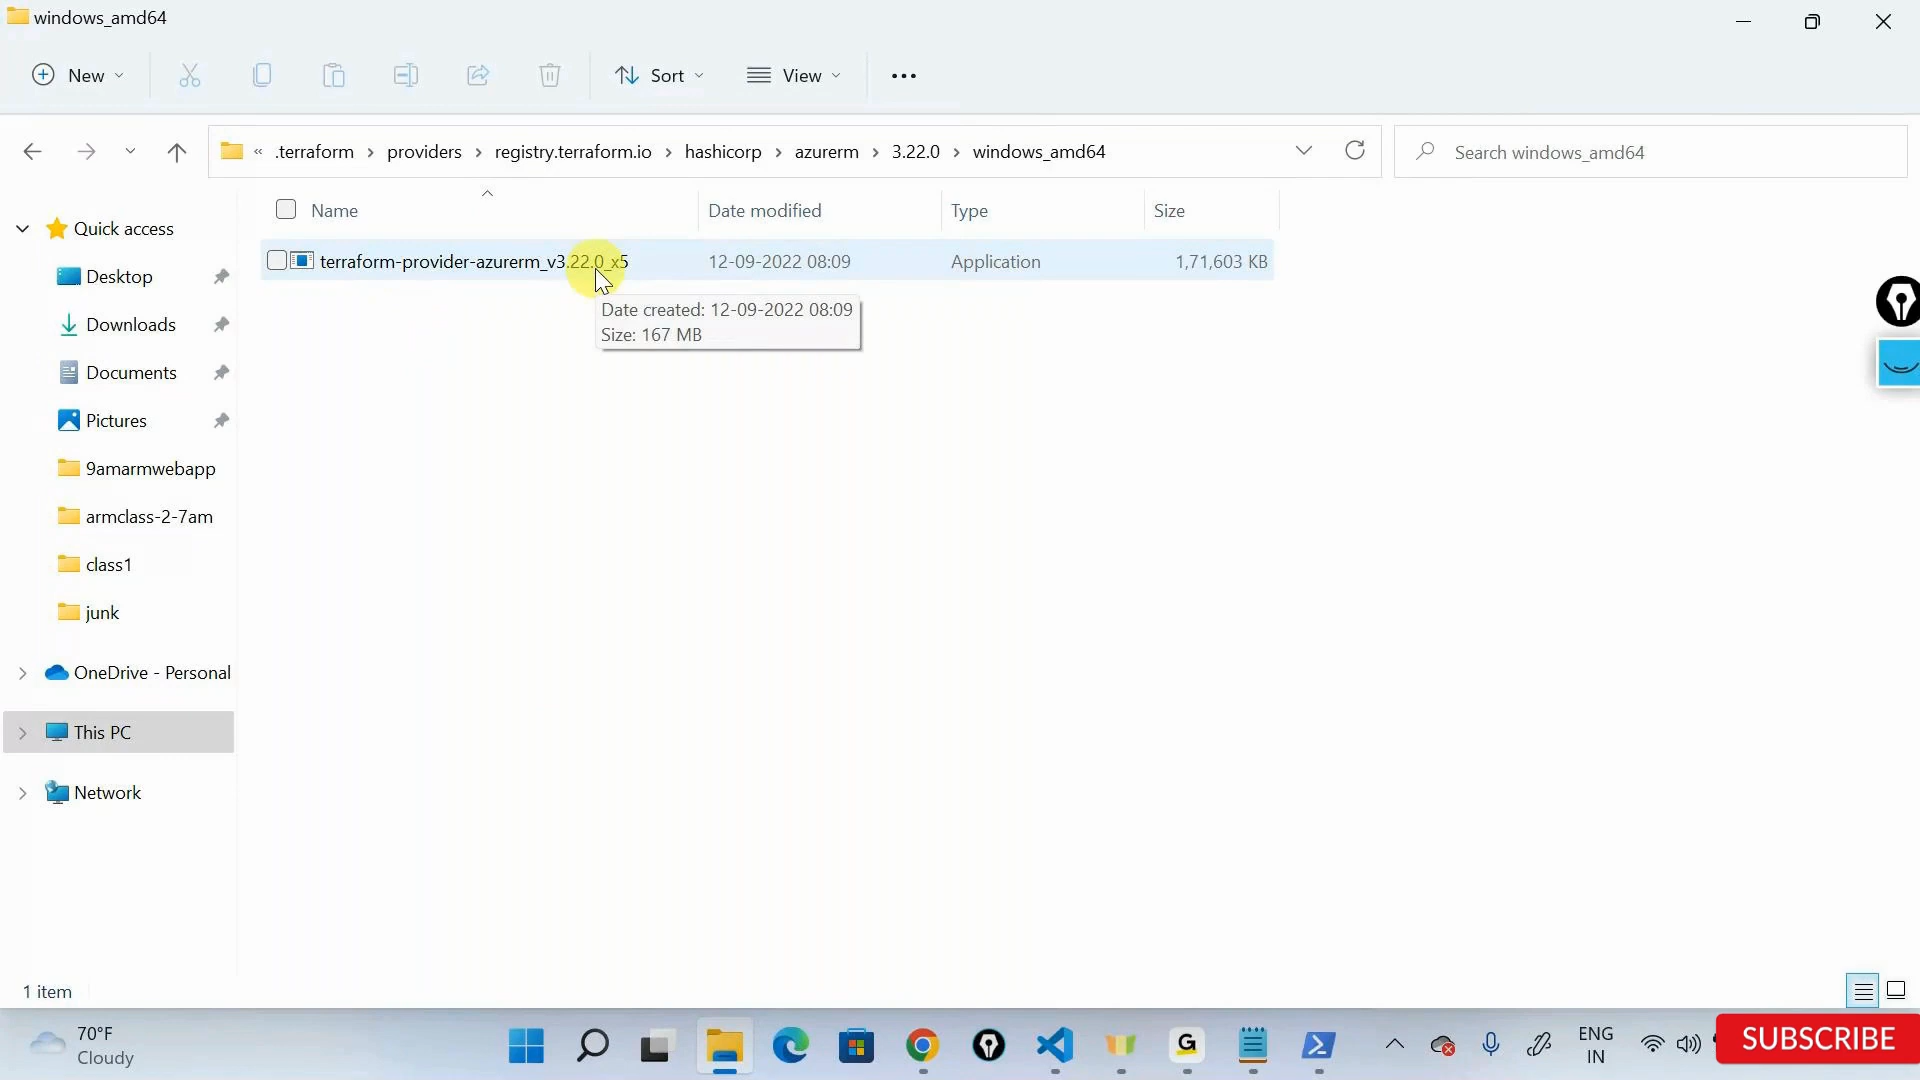 windows_amd64
New
Sort
View
« .terraform > providers > registry.terraform.io > hashicorp > azurerm > 3.22.0 > windows_amd64
Search windows_amd64
Name
Date modified
Type
Size
terraform-provider-azurerm_v3.22.0_x5
12-09-2022 08:09
Application
1,71,603 KB
Date created: 12-09-2022 08:09
Size: 167 MB
Quick access
Desktop
Downloads
Documents
Pictures
9amarmwebapp
armclass-2-7am
class1
junk
OneDrive - Personal
This PC
Network
1 item
70°F
Cloudy
G
ENG
IN
SUBSCRIBE